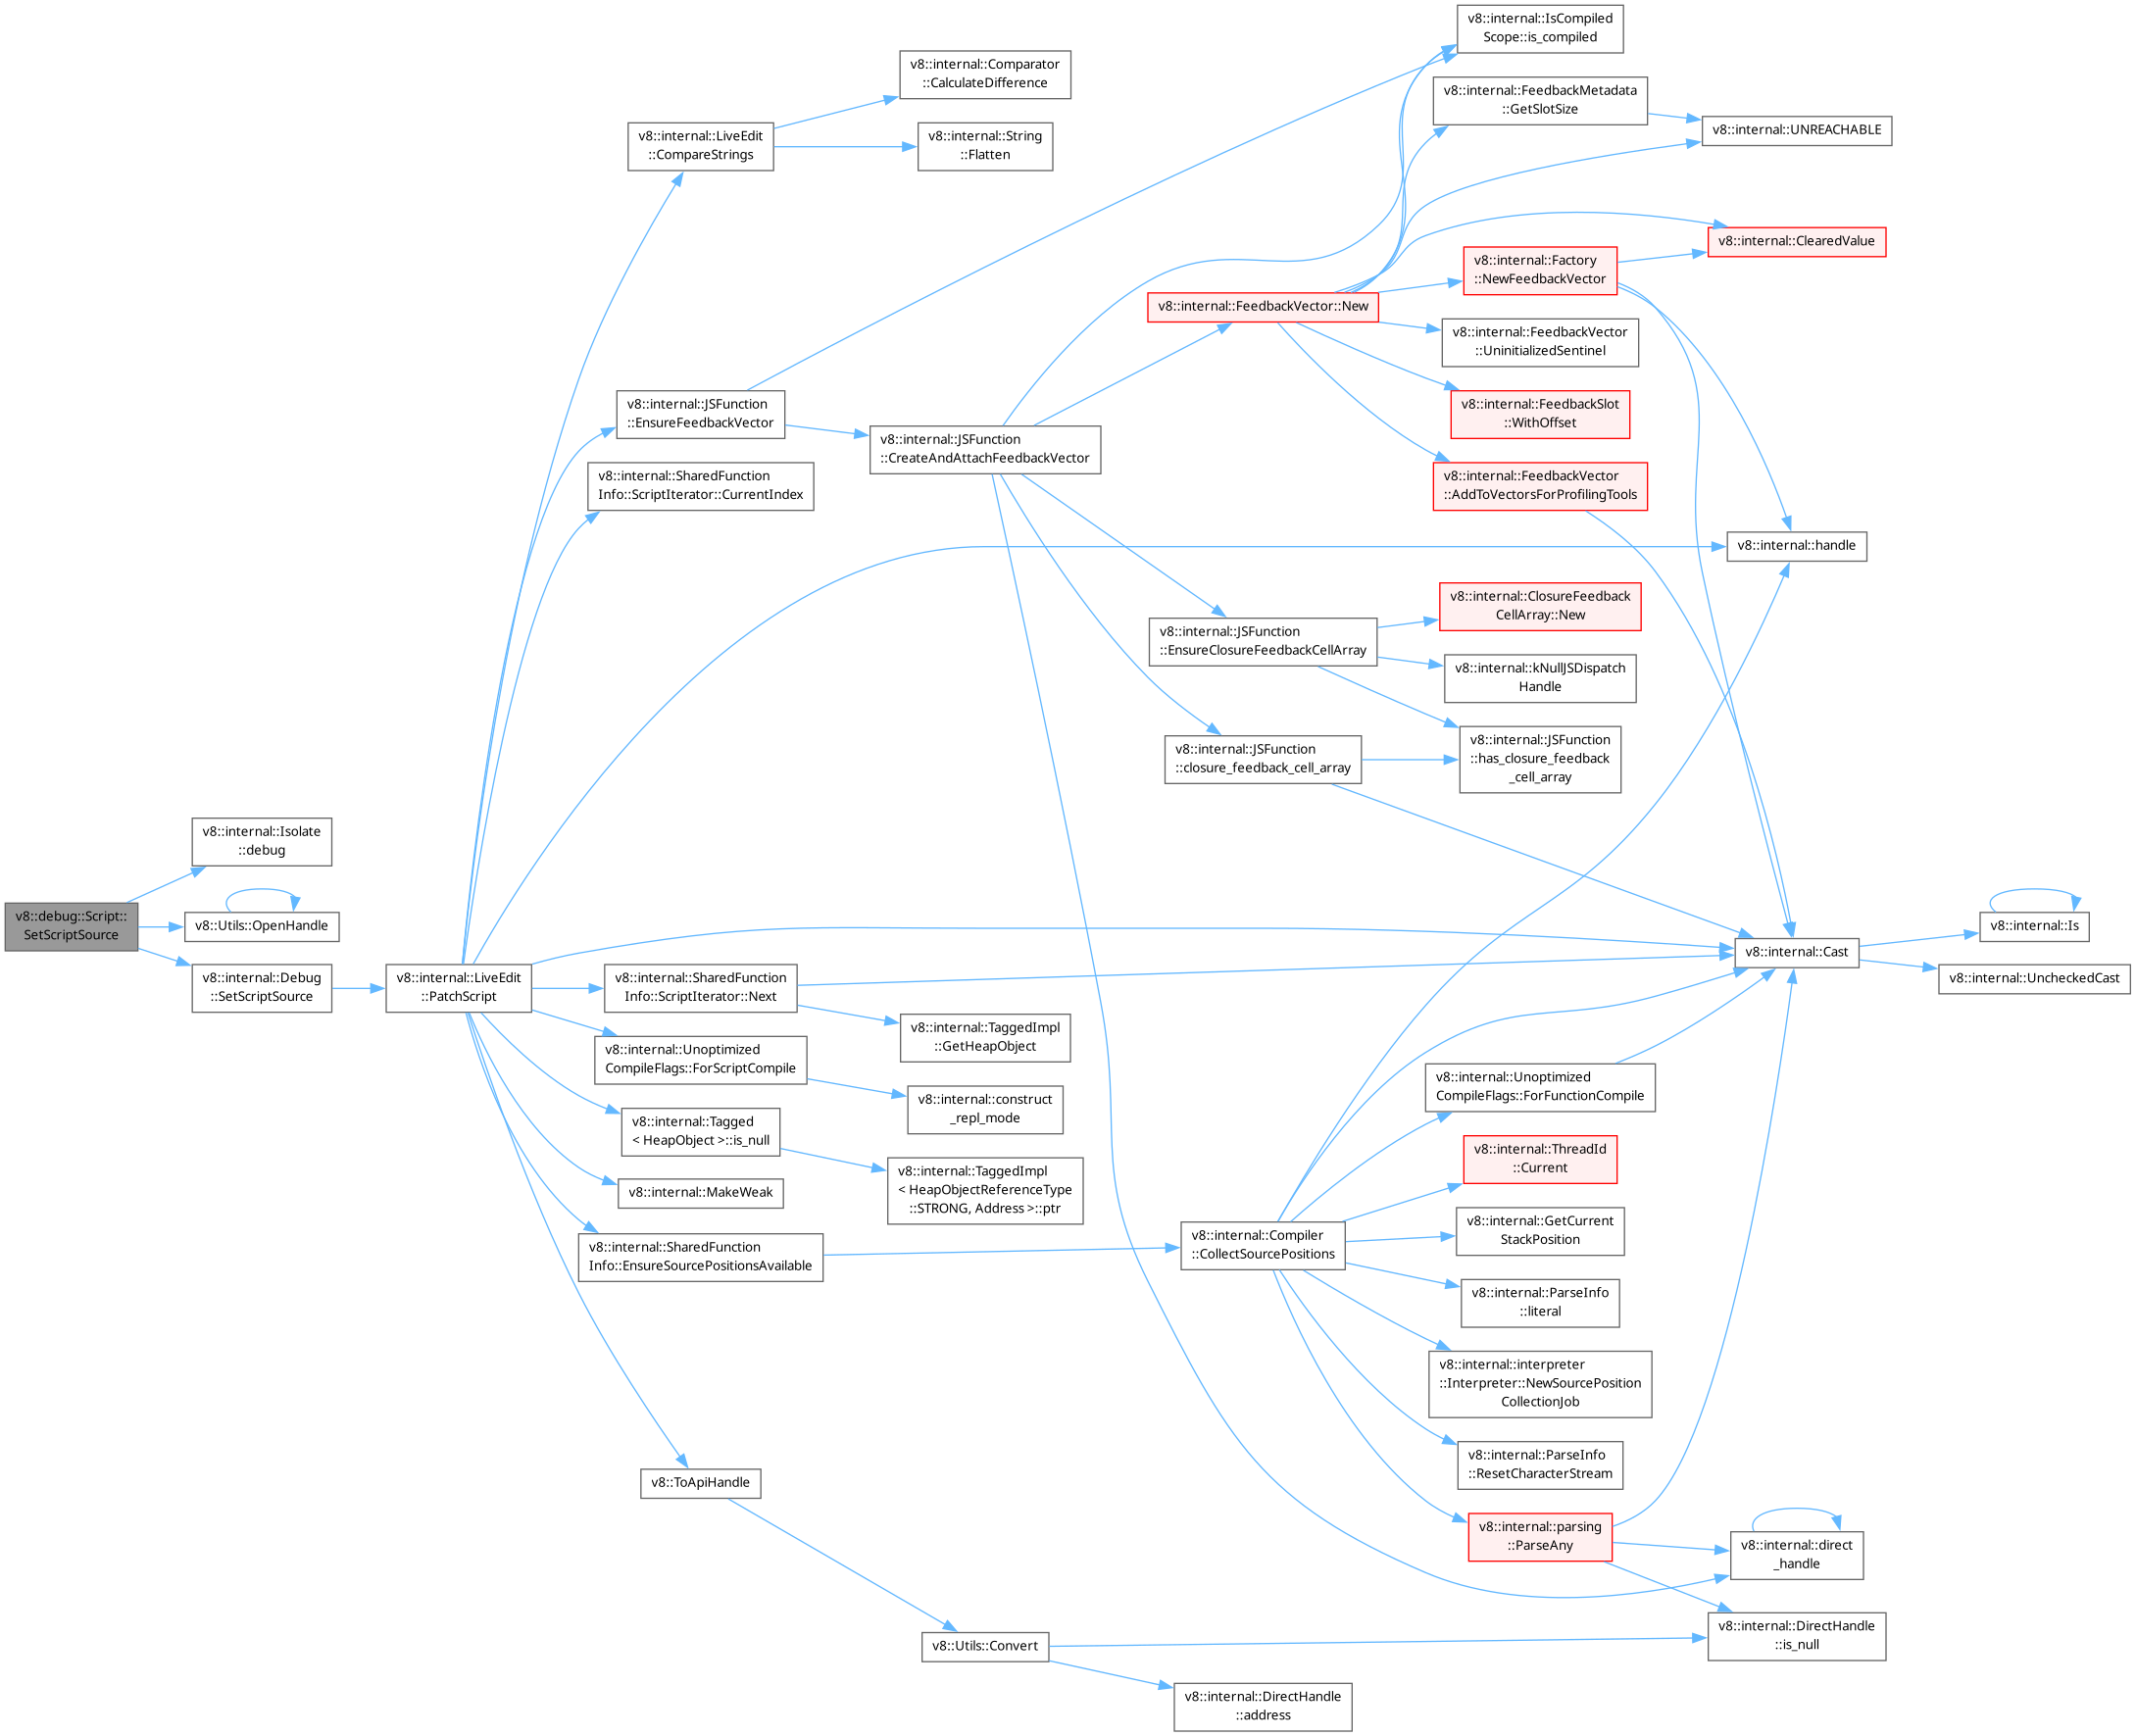 v8::debug::Script::
SetScriptSource
v8::internal::Isolate
::debug
v8::Utils::OpenHandle
v8::internal::Debug
::SetScriptSource
v8::internal::LiveEdit
::PatchScript
v8::internal::LiveEdit
::CompareStrings
v8::internal::Comparator
::CalculateDifference
v8::internal::String
::Flatten
v8::internal::JSFunction
::EnsureFeedbackVector
v8::internal::SharedFunction
Info::ScriptIterator::CurrentIndex
v8::internal::JSFunction
::CreateAndAttachFeedbackVector
v8::internal::FeedbackVector::New
v8::internal::IsCompiled
Scope::is_compiled
v8::internal::FeedbackMetadata
::GetSlotSize
v8::internal::UNREACHABLE
v8::internal::ClearedValue
v8::internal::Factory
::NewFeedbackVector
v8::internal::FeedbackVector
::UninitializedSentinel
v8::internal::FeedbackSlot
::WithOffset
v8::internal::FeedbackVector
::AddToVectorsForProfilingTools
v8::internal::handle
v8::internal::JSFunction
::EnsureClosureFeedbackCellArray
v8::internal::ClosureFeedback
CellArray::New
v8::internal::kNullJSDispatch
Handle
v8::internal::JSFunction
::closure_feedback_cell_array
v8::internal::JSFunction
::has_closure_feedback
_cell_array
v8::internal::Cast
v8::internal::Is
v8::internal::UncheckedCast
v8::internal::SharedFunction
Info::ScriptIterator::Next
v8::internal::TaggedImpl
::GetHeapObject
v8::internal::Unoptimized
CompileFlags::ForScriptCompile
v8::internal::construct
_repl_mode
v8::internal::Tagged
< HeapObject >::is_null
v8::internal::TaggedImpl
< HeapObjectReferenceType
::STRONG, Address >::ptr
v8::internal::MakeWeak
v8::internal::SharedFunction
Info::EnsureSourcePositionsAvailable
v8::internal::Compiler
::CollectSourcePositions
v8::internal::Unoptimized
CompileFlags::ForFunctionCompile
v8::internal::ThreadId
::Current
v8::internal::GetCurrent
StackPosition
v8::internal::ParseInfo
::literal
v8::internal::interpreter
::Interpreter::NewSourcePosition
CollectionJob
v8::internal::ParseInfo
::ResetCharacterStream
v8::internal::parsing
::ParseAny
v8::internal::direct
_handle
v8::internal::DirectHandle
::is_null
v8::ToApiHandle
v8::Utils::Convert
v8::internal::DirectHandle
::address